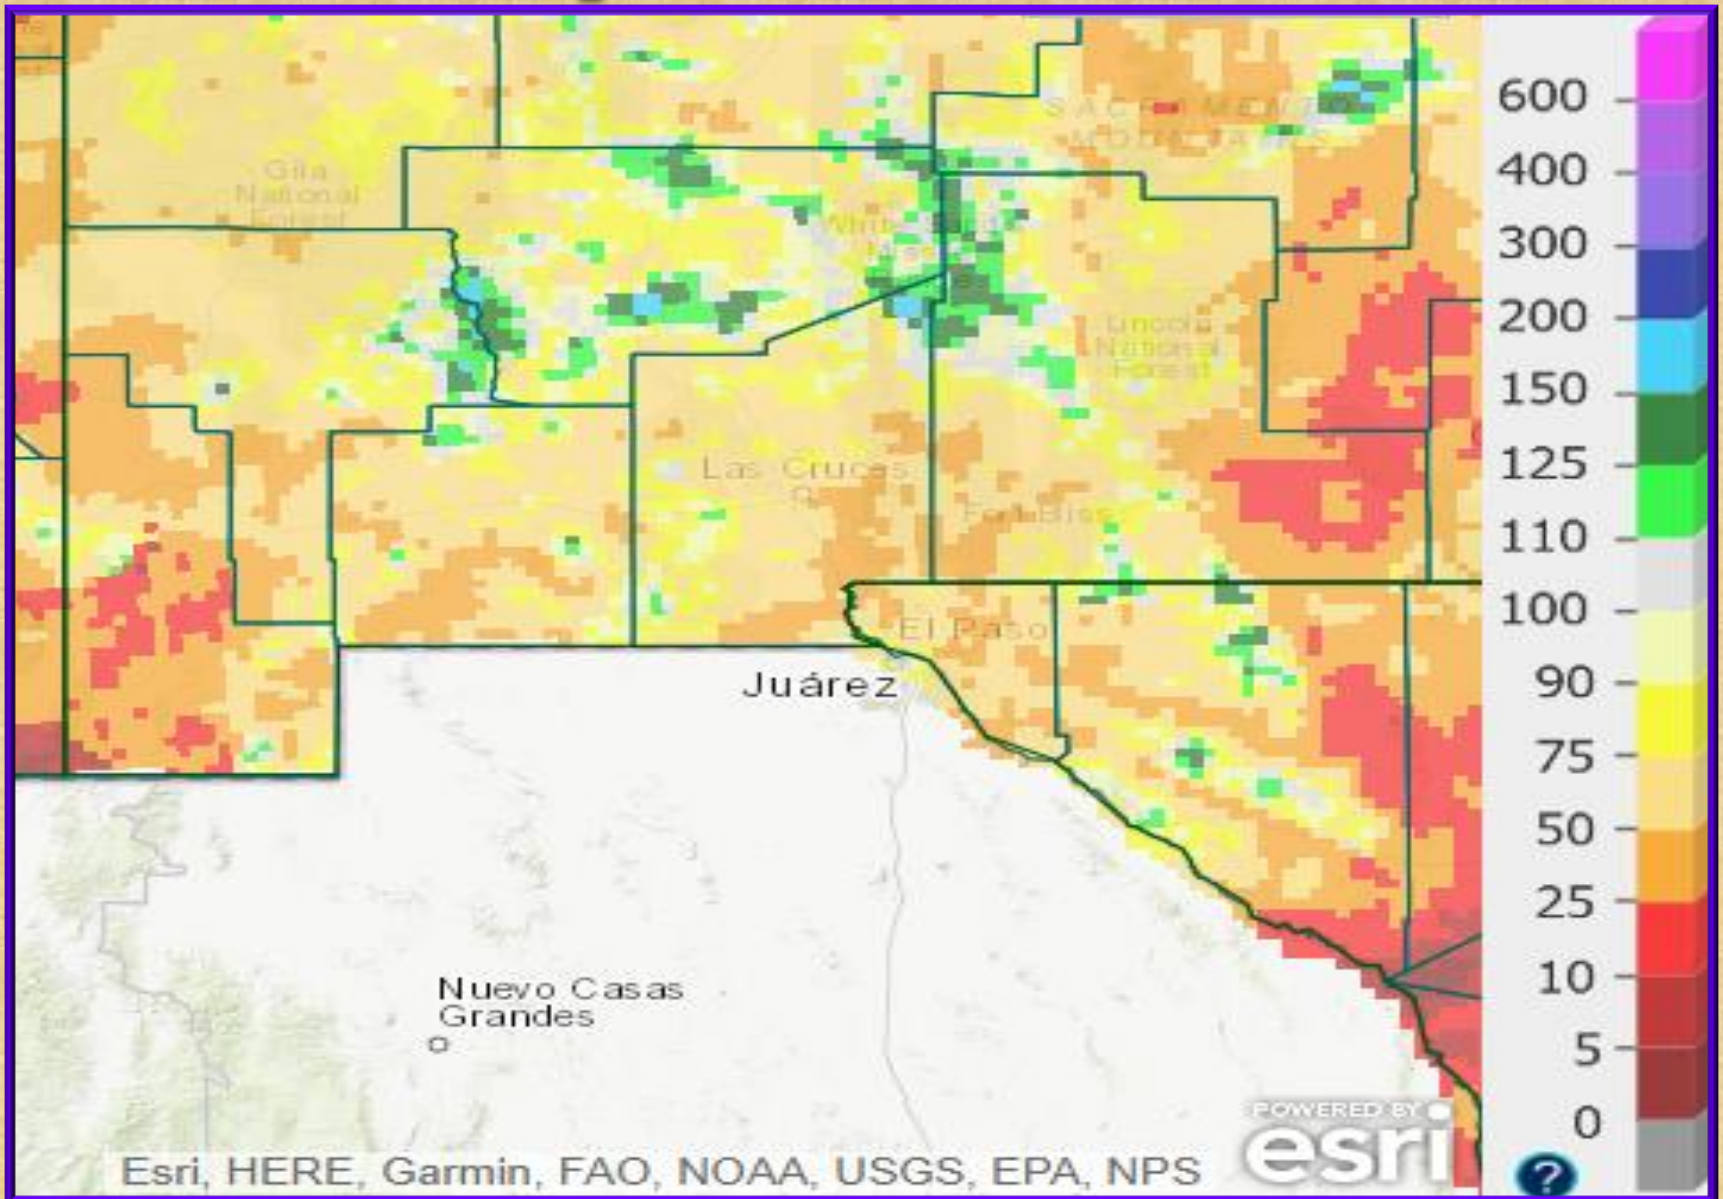 Gila
National
Forest
SACRAMENTO
MOUNTAINS
White Sands
Lincoln
National
Forest
Las Cruces
Fort Bliss
El Paso
Juárez
Nuevo Casas
Grandes
600
400
300
200
150
125
110
100
90
75
50
25
10
5
0
?
POWERED BY
esri
Esri, HERE, Garmin, FAO, NOAA, USGS, EPA, NPS